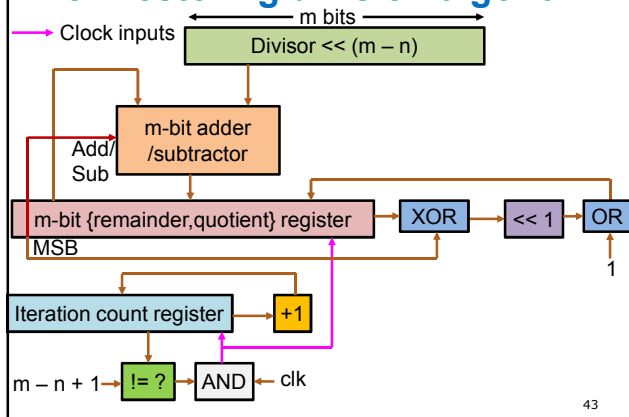 m bits
Clock inputs
Divisor << (m – n)
m-bit adder
/subtractor
Add/
Sub
m-bit {remainder,quotient} register
XOR
<< 1
OR
MSB
1
Iteration count register
+1
m – n + 1
!= ?
AND
clk
43